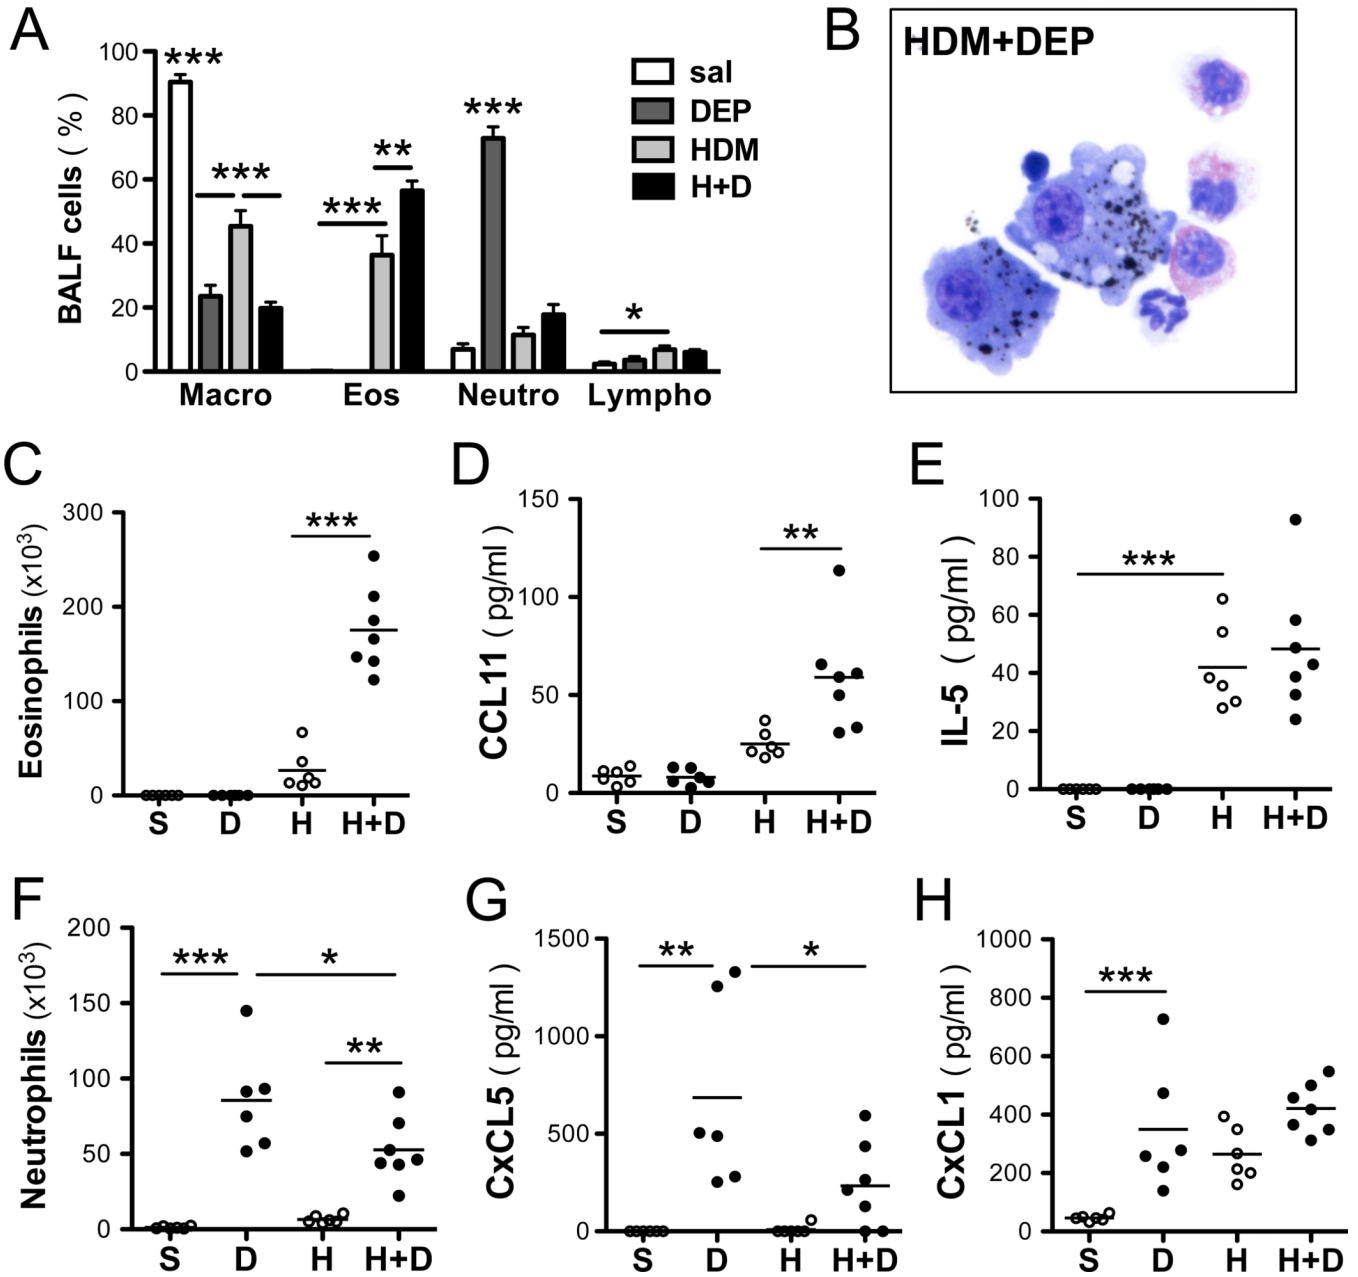 A
BALF cells ( % )
100
80
60
40
20
0
***
***
***
**
***
*
sal
DEP
HDM
H+D
Macro Eos Neutro Lympho
B
HDM+DEP
C
Eosinophils (x10³)
300
200
100
0
***
S D H H+D
D
CCL11 ( pg/ml )
150
100
50
0
**
S D H H+D
E
IL-5 ( pg/ml )
100
80
60
40
20
0
***
S D H H+D
F
Neutrophils (x10³)
200
150
100
50
0
*** *
**
S D H H+D
G
CxCL5 ( pg/ml )
1500
1000
500
0
** *
S D H H+D
H
CxCL1 ( pg/ml )
1000
800
600
400
200
0
***
S D H H+D